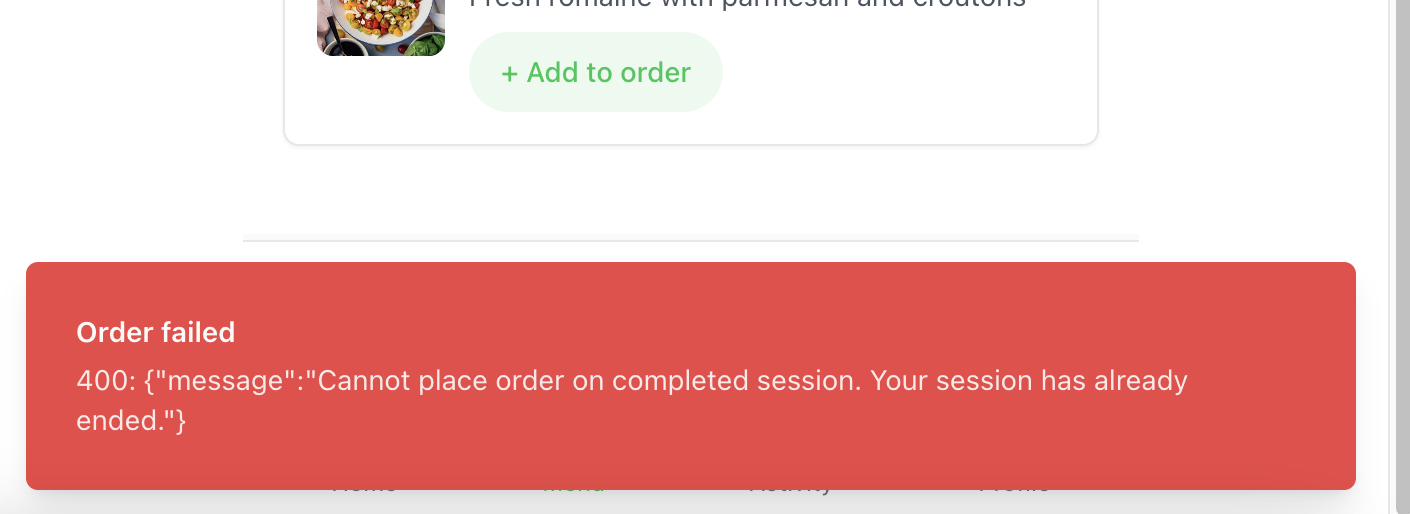 Fresh romaine with parmesan and croutons
+ Add to order
Order failed
400: {"message":"Cannot place order on completed session. Your session has already
ended."}
Home Menu Activity Profile